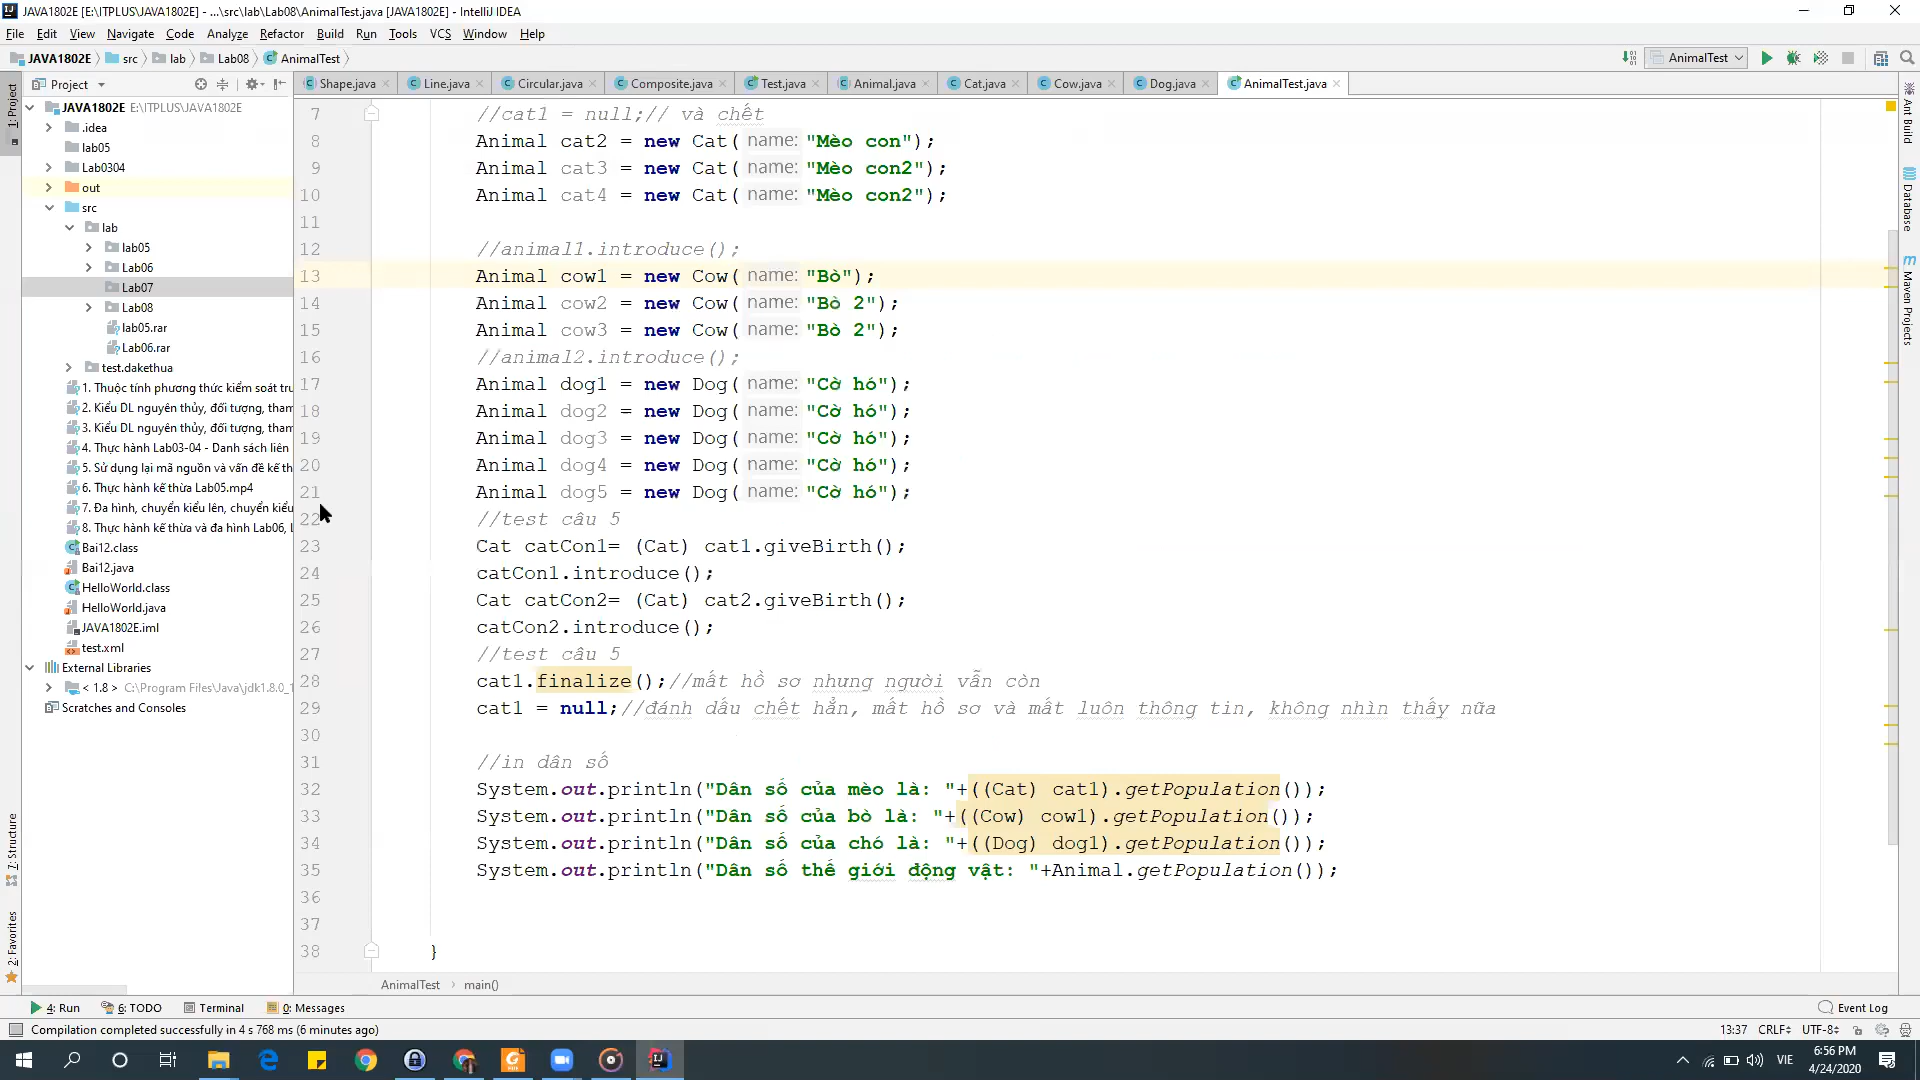 JAVA1802E [E:\ITPLUS\JAVA1802E] - ...\src\lab\Lab08\AnimalTest.java [JAVA1802E] - IntelliJ IDEA
File Edit View Navigate Code Analyze Refactor Build Run Tools VCS Window Help
JAVA1802E src lab Lab08 AnimalTest
AnimalTest
Project
Shape.java Line.java Circular.java Composite.java Test.java Animal.java Cat.java Cow.java Dog.java AnimalTest.java
1: Project
7: Structure
2: Favorites
JAVA1802E E:\ITPLUS\JAVA1802E
.idea
lab05
Lab0304
out
src
lab
lab05
Lab06
Lab07
Lab08
lab05.rar
Lab06.rar
test.dakethua
1. Thuộc tính phương thức kiểm soát tru
2. Kiểu DL nguyên thủy, đối tượng, tham
3. Kiểu DL nguyên thủy, đối tượng, tham
4. Thực hành Lab03-04 - Danh sách liên
5. Sử dụng lại mã nguồn và vấn đề kế th
6. Thực hành kế thừa Lab05.mp4
7. Đa hình, chuyển kiểu lên, chuyển kiểu
8. Thực hành kế thừa và đa hình Lab06, L
Bai12.class
Bai12.java
HelloWorld.class
HelloWorld.java
JAVA1802E.iml
test.xml
External Libraries
< 1.8 > C:\Program Files\Java\jdk1.8.0_1
Scratches and Consoles
7 //cat1 = null;// và chết
8 Animal cat2 = new Cat( name: "Mèo con");
9 Animal cat3 = new Cat( name: "Mèo con2");
10 Animal cat4 = new Cat( name: "Mèo con2");
11
12 //animal1.introduce();
13 Animal cow1 = new Cow( name: "Bò");
14 Animal cow2 = new Cow( name: "Bò 2");
15 Animal cow3 = new Cow( name: "Bò 2");
16 //animal2.introduce();
17 Animal dog1 = new Dog( name: "Cờ hó");
18 Animal dog2 = new Dog( name: "Cờ hó");
19 Animal dog3 = new Dog( name: "Cờ hó");
20 Animal dog4 = new Dog( name: "Cờ hó");
21 Animal dog5 = new Dog( name: "Cờ hó");
22 //test câu 5
23 Cat catCon1= (Cat) cat1.giveBirth();
24 catCon1.introduce();
25 Cat catCon2= (Cat) cat2.giveBirth();
26 catCon2.introduce();
27 //test câu 5
28 cat1.finalize();//mất hồ sơ nhưng người vẫn còn
29 cat1 = null;//đánh dấu chết hẳn, mất hồ sơ và mất luôn thông tin, không nhìn thấy nữa
30
31 //in dân số
32 System.out.println("Dân số của mèo là: "+((Cat) cat1).getPopulation());
33 System.out.println("Dân số của bò là: "+((Cow) cow1).getPopulation());
34 System.out.println("Dân số của chó là: "+((Dog) dog1).getPopulation());
35 System.out.println("Dân số thế giới động vật: "+Animal.getPopulation());
36
37
38 }
Ant Build
Database
Maven Projects
AnimalTest main()
4: Run 6: TODO Terminal 0: Messages Event Log
Compilation completed successfully in 4 s 768 ms (6 minutes ago) 13:37 CRLF UTF-8
VIE 6:56 PM
4/24/2020